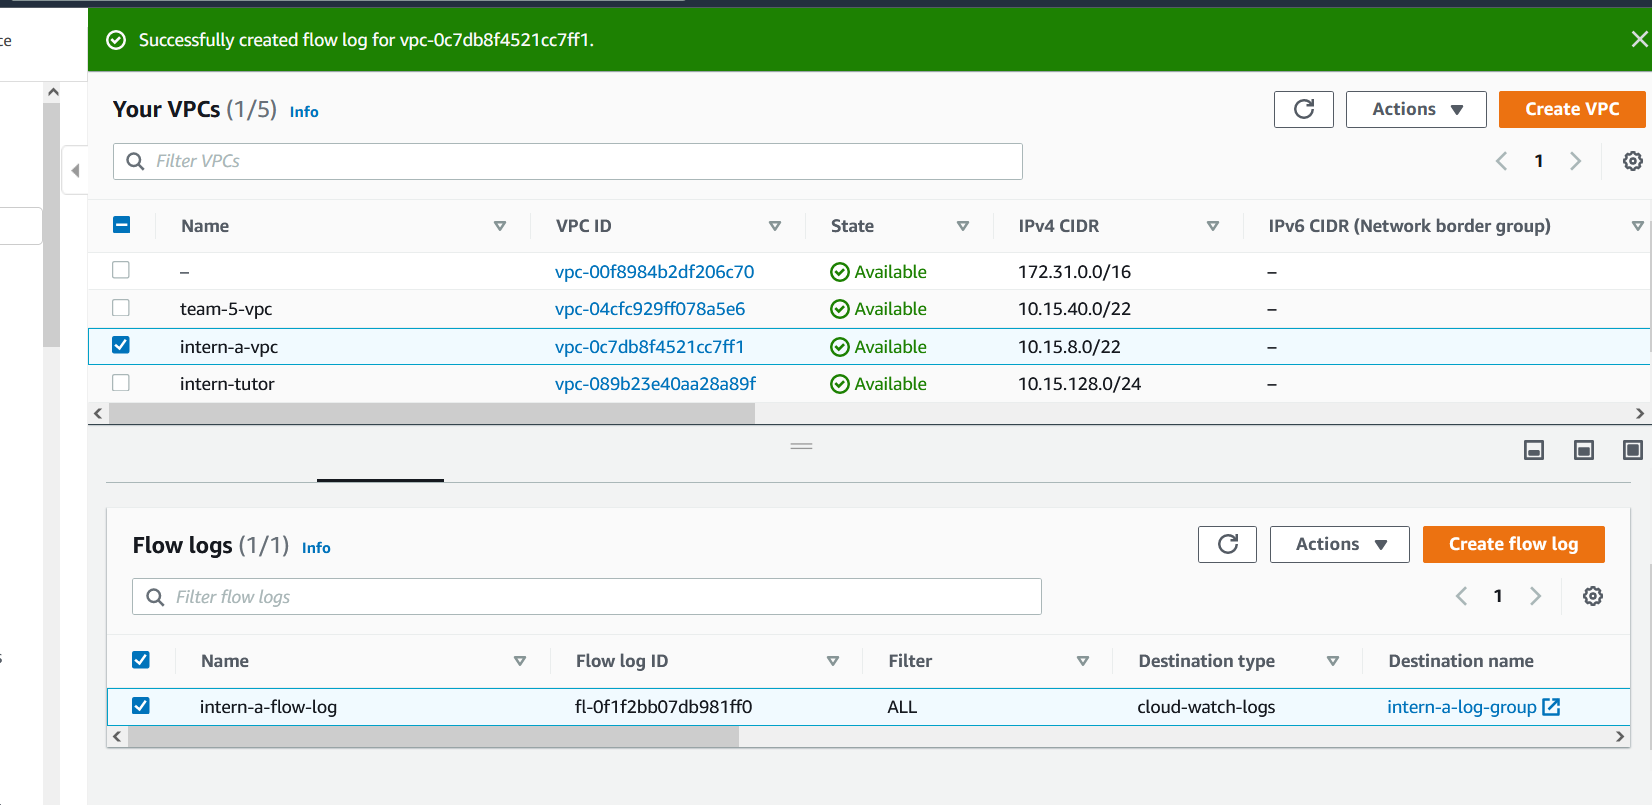 ce
Successfully created flow log for vpc-0c7db8f4521cc7ff1.
Your VPCs (1/5) Info
Actions
Create VPC
Filter VPCs
1
Name VPC ID State IPv4 CIDR IPv6 CIDR (Network border group)
– vpc-00f8984b2df206c70 Available 172.31.0.0/16 –
team-5-vpc vpc-04cfc929ff078a5e6 Available 10.15.40.0/22 –
intern-a-vpc vpc-0c7db8f4521cc7ff1 Available 10.15.8.0/22 –
intern-tutor vpc-089b23e40aa28a89f Available 10.15.128.0/24 –
Flow logs (1/1) Info
Actions
Create flow log
Filter flow logs
1
s
Name Flow log ID Filter Destination type Destination name
intern-a-flow-log fl-0f1f2bb07db981ff0 ALL cloud-watch-logs intern-a-log-group